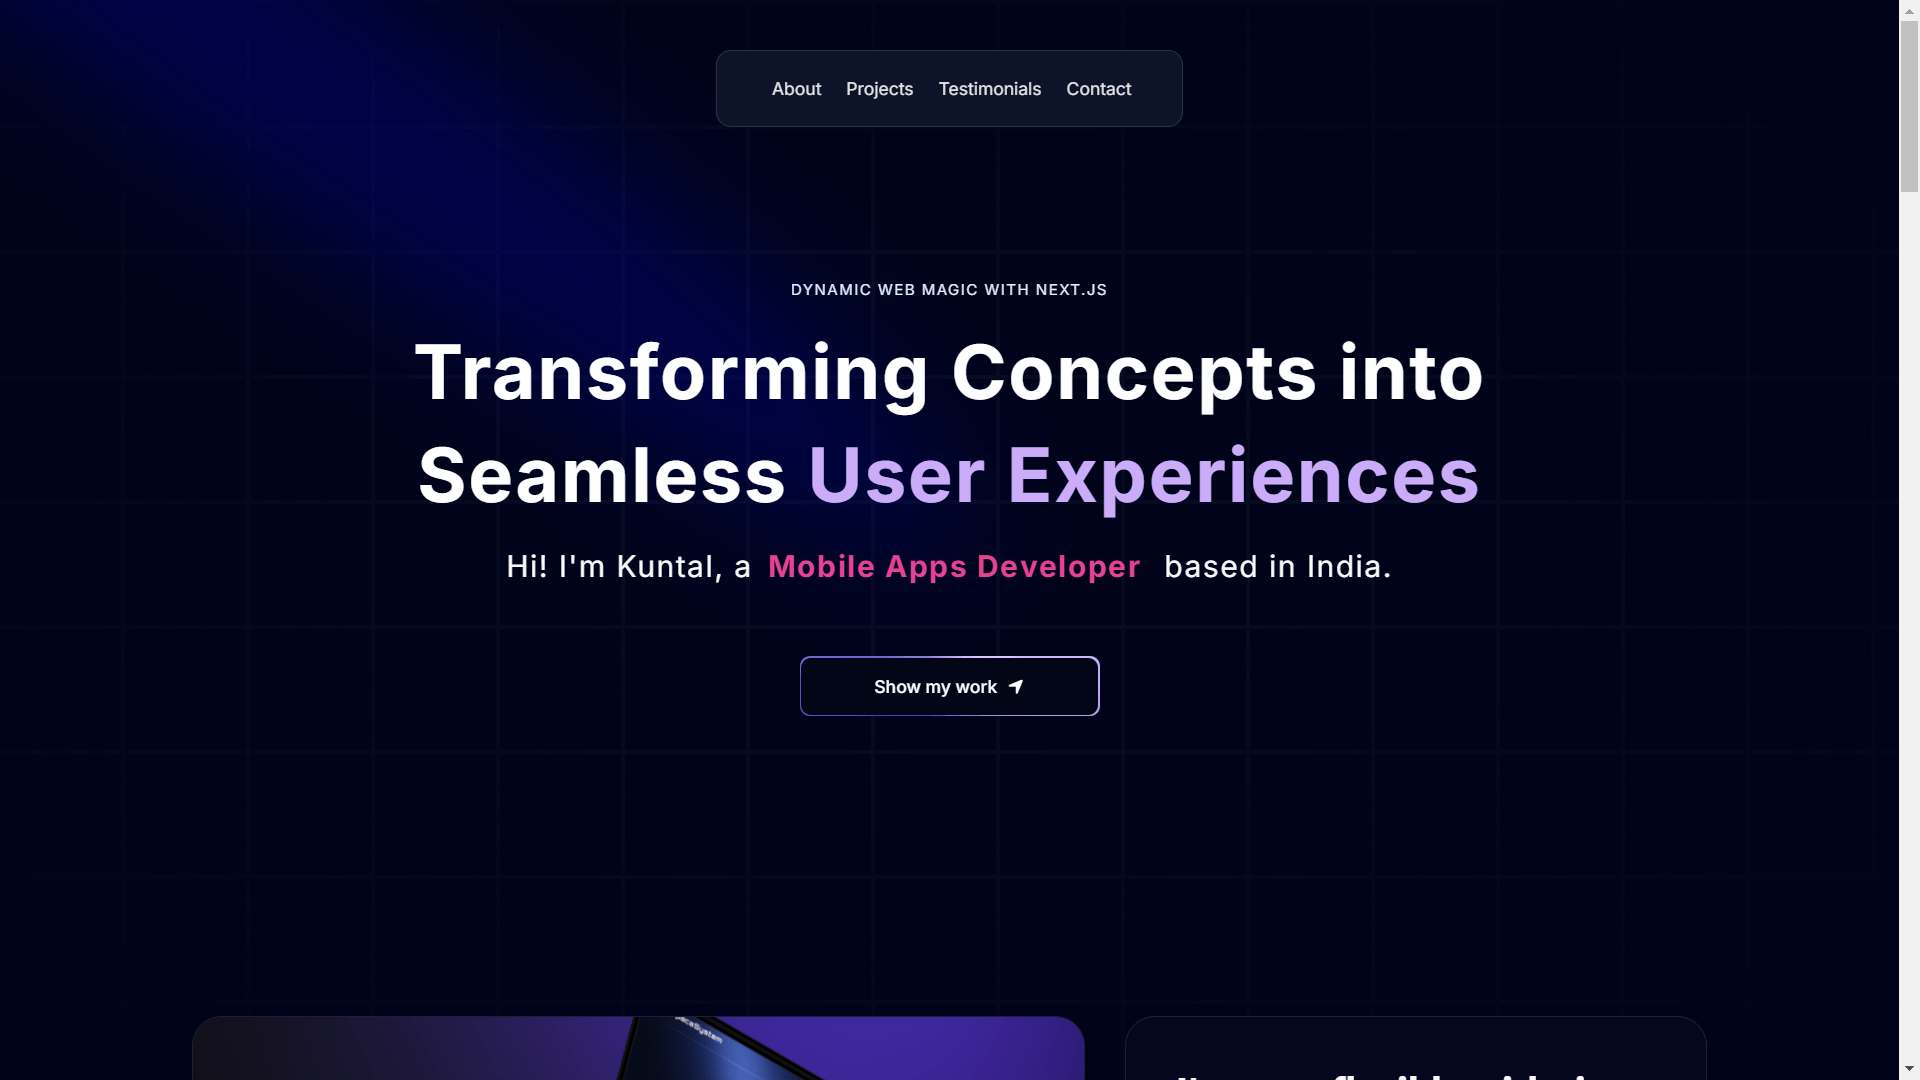 About Projects Testimonials Contact
DYNAMIC WEB MAGIC WITH NEXT.JS
Transforming Concepts into
Seamless User Experiences
Hi! I'm Kuntal, a Mobile Apps Developer based in India.
Show my work